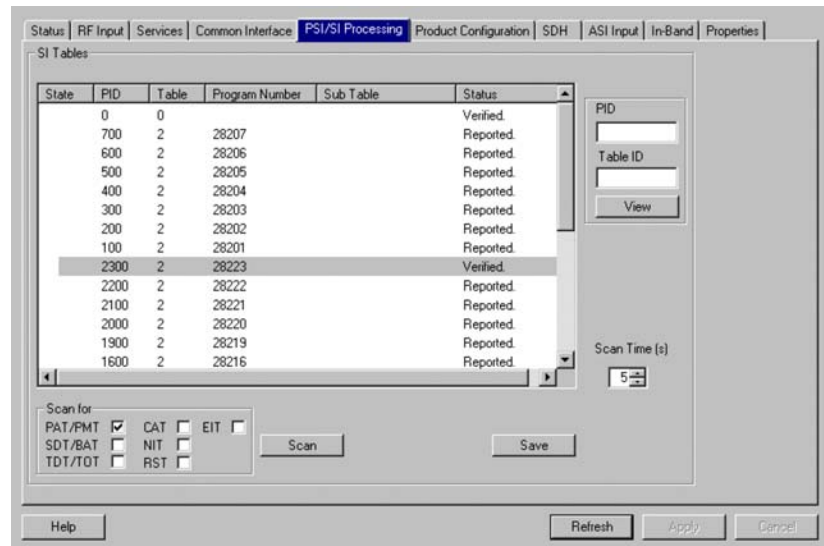 Status RF Input Services Common Interface PSI/SI Processing Product Configuration SDH ASI Input In-Band Properties
SI Tables
State PID Table Program Number Sub Table Status
0 0 Verified.
700 2 28207 Reported.
600 2 28206 Reported.
500 2 28205 Reported.
400 2 28204 Reported.
300 2 28203 Reported.
200 2 28202 Reported.
100 2 28201 Reported.
2300 2 28223 Verified.
2200 2 28222 Reported.
2100 2 28221 Reported.
2000 2 28220 Reported.
1900 2 28219 Reported.
1600 2 28216 Reported.
PID
Table ID
View
Scan Time (s)
5
Scan for
PAT/PMT CAT EIT
SDT/BAT NIT
TDT/TOT RST
Scan Save
Help Refresh Apply Cancel